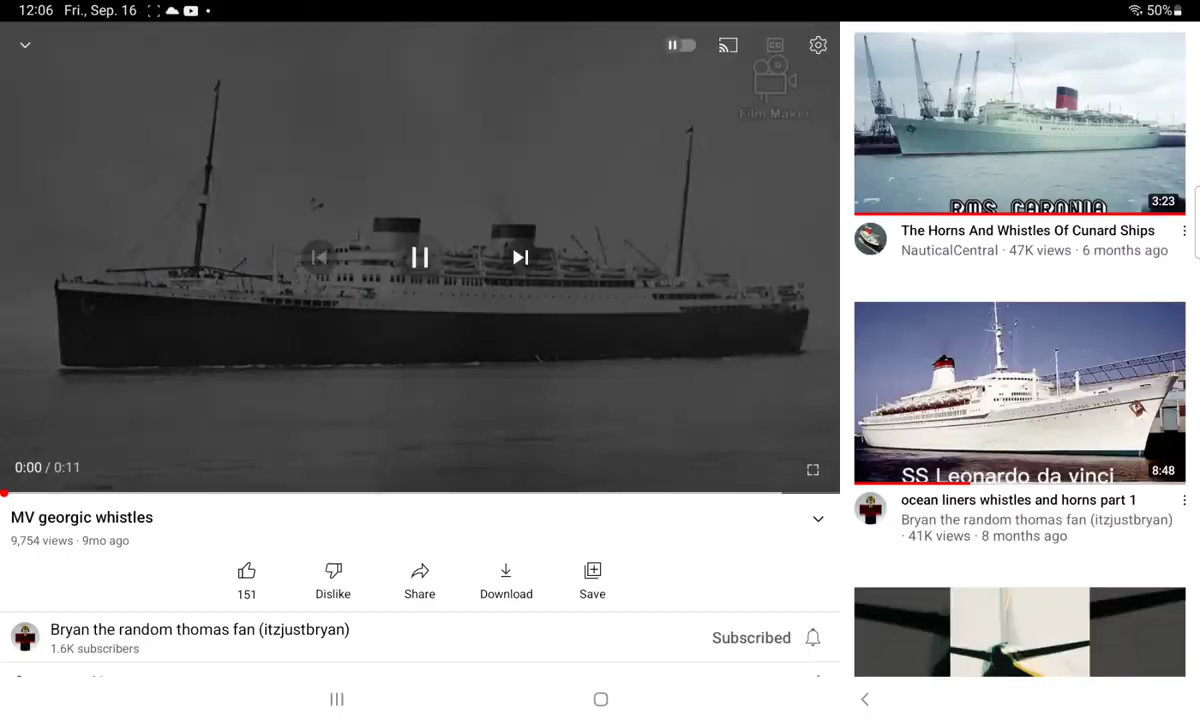 12:06 Fri., Sep. 16
50%
Film Maker
0:00 / 0:11
MV georgic whistles
9,754 views · 9mo ago
151
Dislike
Share
Download
Save
Bryan the random thomas fan (itzjustbryan)
1.6K subscribers
Subscribed
RMS CARONIA
3:23
The Horns And Whistles Of Cunard Ships
NauticalCentral · 47K views · 6 months ago
SS Leonardo da vinci
8:48
ocean liners whistles and horns part 1
Bryan the random thomas fan (itzjustbryan)
· 41K views · 8 months ago